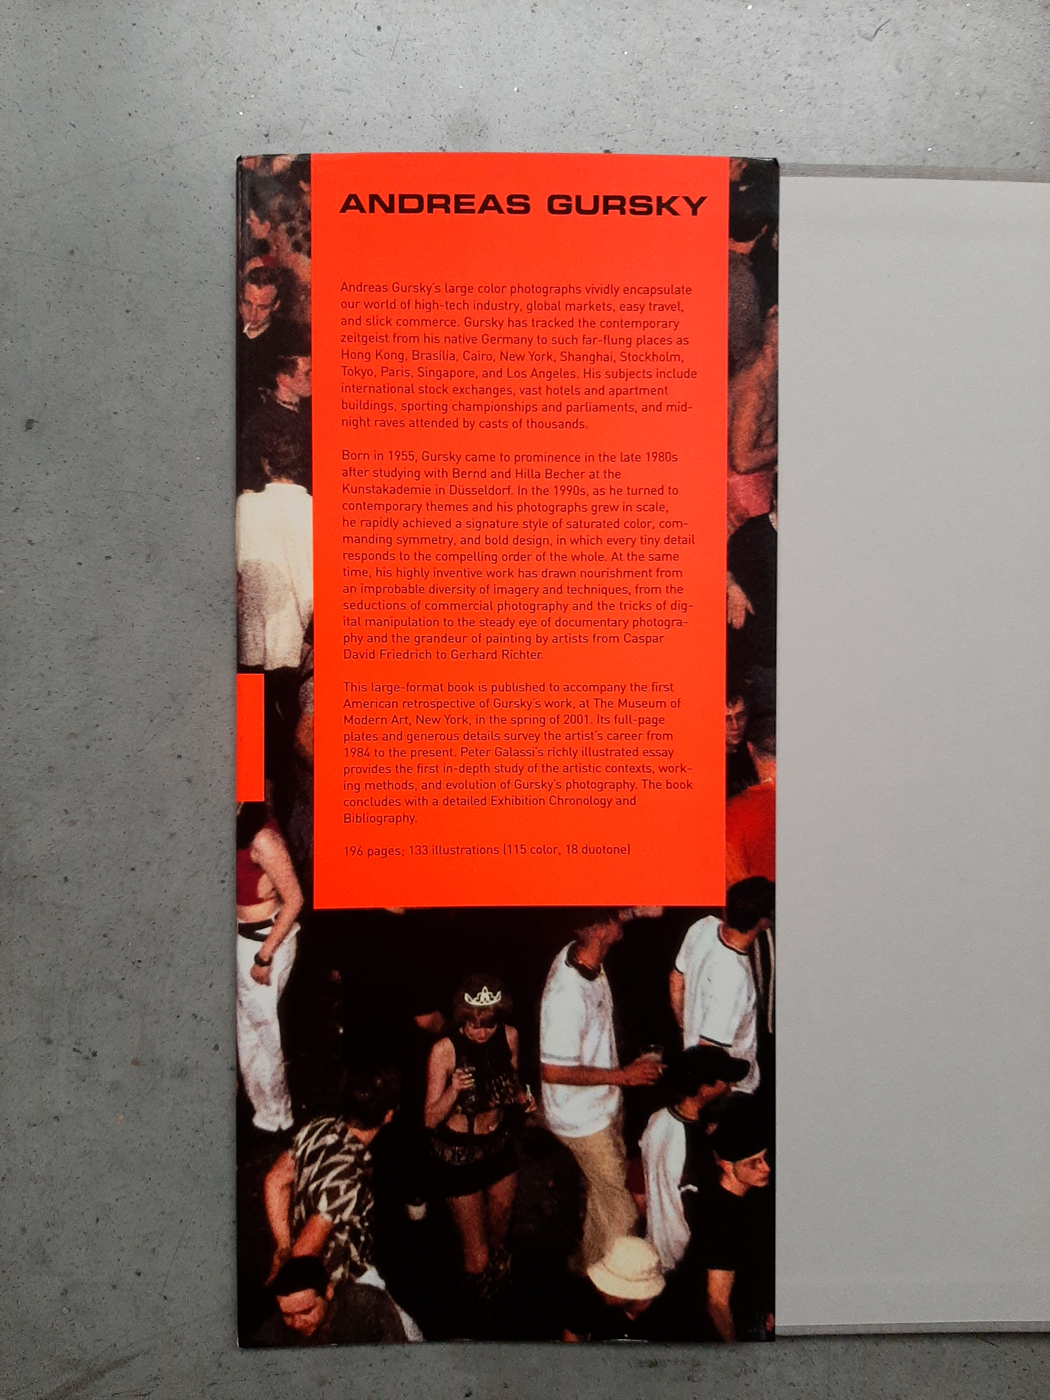 ANDREAS GURSKY
Andreas Gursky's large color photographs vividly encapsulate
our world of high-tech industry, global markets, easy travel,
and slick commerce. Gursky has tracked the contemporary
zeitgeist from his native Germany to such far-flung places as
Hong Kong, Brasília, Cairo, New York, Shanghai, Stockholm,
Tokyo, Paris, Singapore, and Los Angeles. His subjects include
international stock exchanges, vast hotels and apartment
buildings, sporting championships and parliaments, and mid-
night raves attended by casts of thousands.
Born in 1955, Gursky came to prominence in the late 1980s
after studying with Bernd and Hilla Becher at the
Kunstakademie in Düsseldorf. In the 1990s, as he turned to
contemporary themes and his photographs grew in scale,
he rapidly achieved a signature style of saturated color, com-
manding symmetry, and bold design, in which every tiny detail
responds to the compelling order of the whole. At the same
time, his highly inventive work has drawn nourishment from
an improbable diversity of imagery and techniques, from the
seductions of commercial photography and the tricks of dig-
ital manipulation to the steady eye of documentary photogra-
phy and the grandeur of painting by artists from Caspar
David Friedrich to Gerhard Richter.
This large-format book is published to accompany the first
American retrospective of Gursky's work, at The Museum of
Modern Art, New York, in the spring of 2001. Its full-page
plates and generous details survey the artist's career from
1984 to the present. Peter Galassi's richly illustrated essay
provides the first in-depth study of the artistic contexts, work-
ing methods, and evolution of Gursky's photography. The book
concludes with a detailed Exhibition Chronology and
Bibliography.
196 pages; 133 illustrations (115 color, 18 duotone)